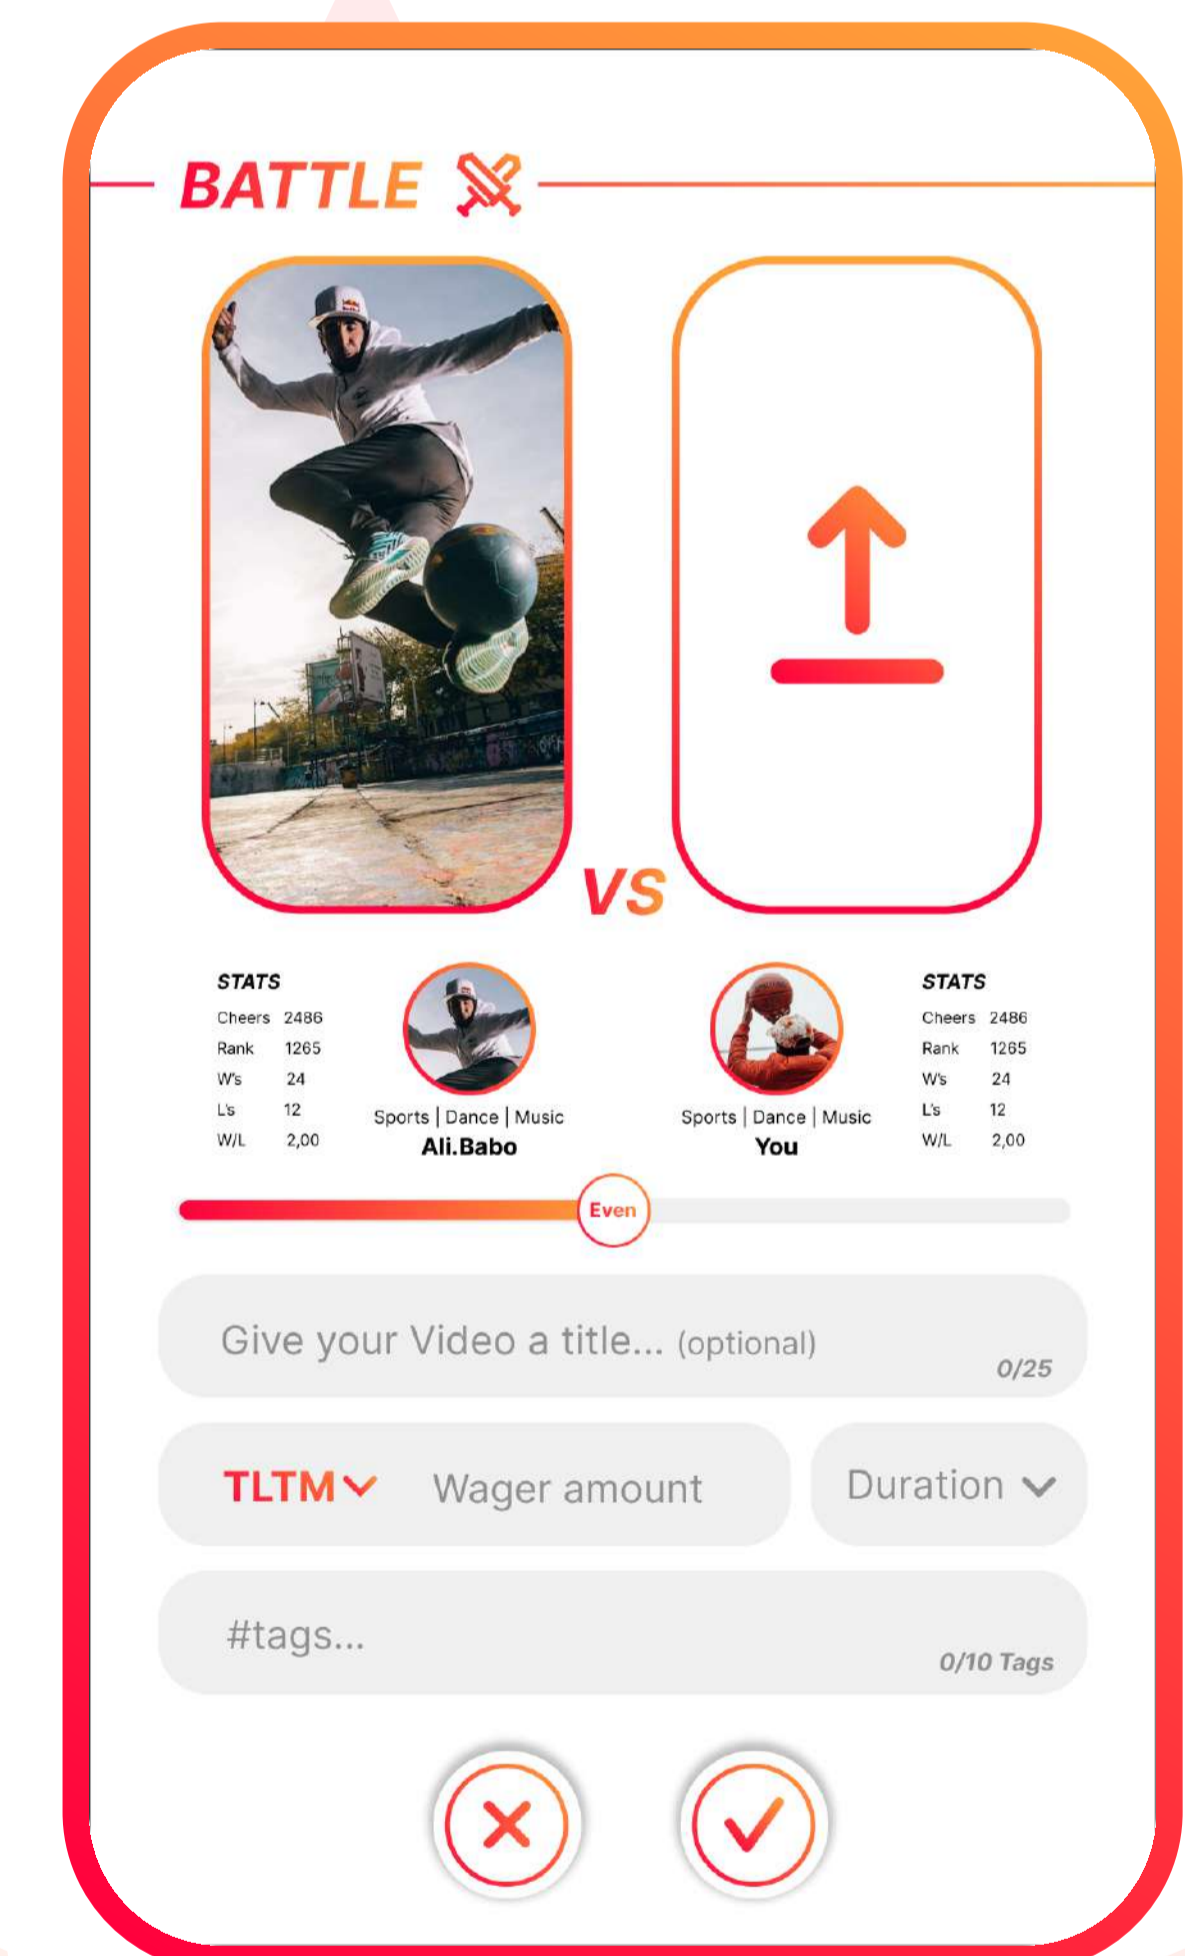 BATTLE
VS
STATS
Cheers 2486
Rank 1265
W's 24
L's 12
W/L 2,00
Sports | Dance | Music
Ali.Babo
Sports | Dance | Music
You
STATS
Cheers 2486
Rank 1265
W's 24
L's 12
W/L 2,00
Even
Give your Video a title... (optional)
0/25
TLTM Wager amount
Duration
#tags...
0/10 Tags